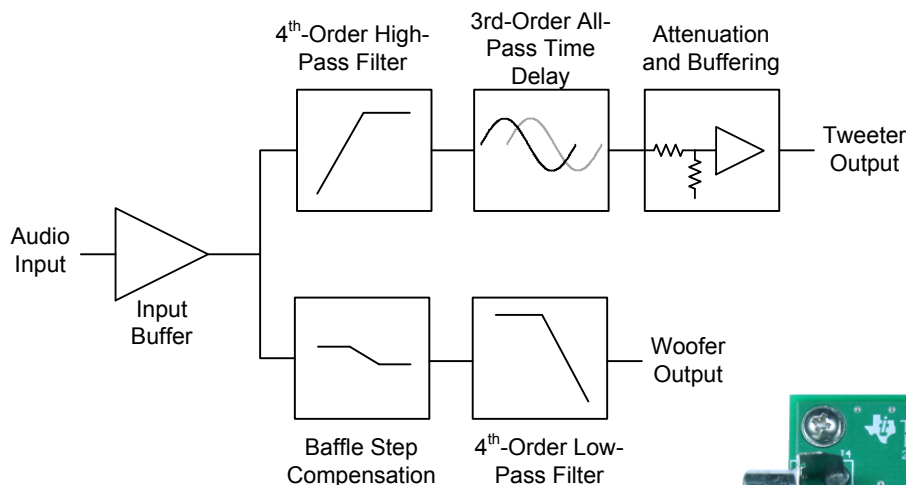 4th-Order High-
Pass Filter
3rd-Order All-
Pass Time
Delay
Attenuation
and Buffering
Tweeter
Output
Audio
Input
Input
Buffer
Woofer
Output
Baffle Step
Compensation
4th-Order Low-
Pass Filter